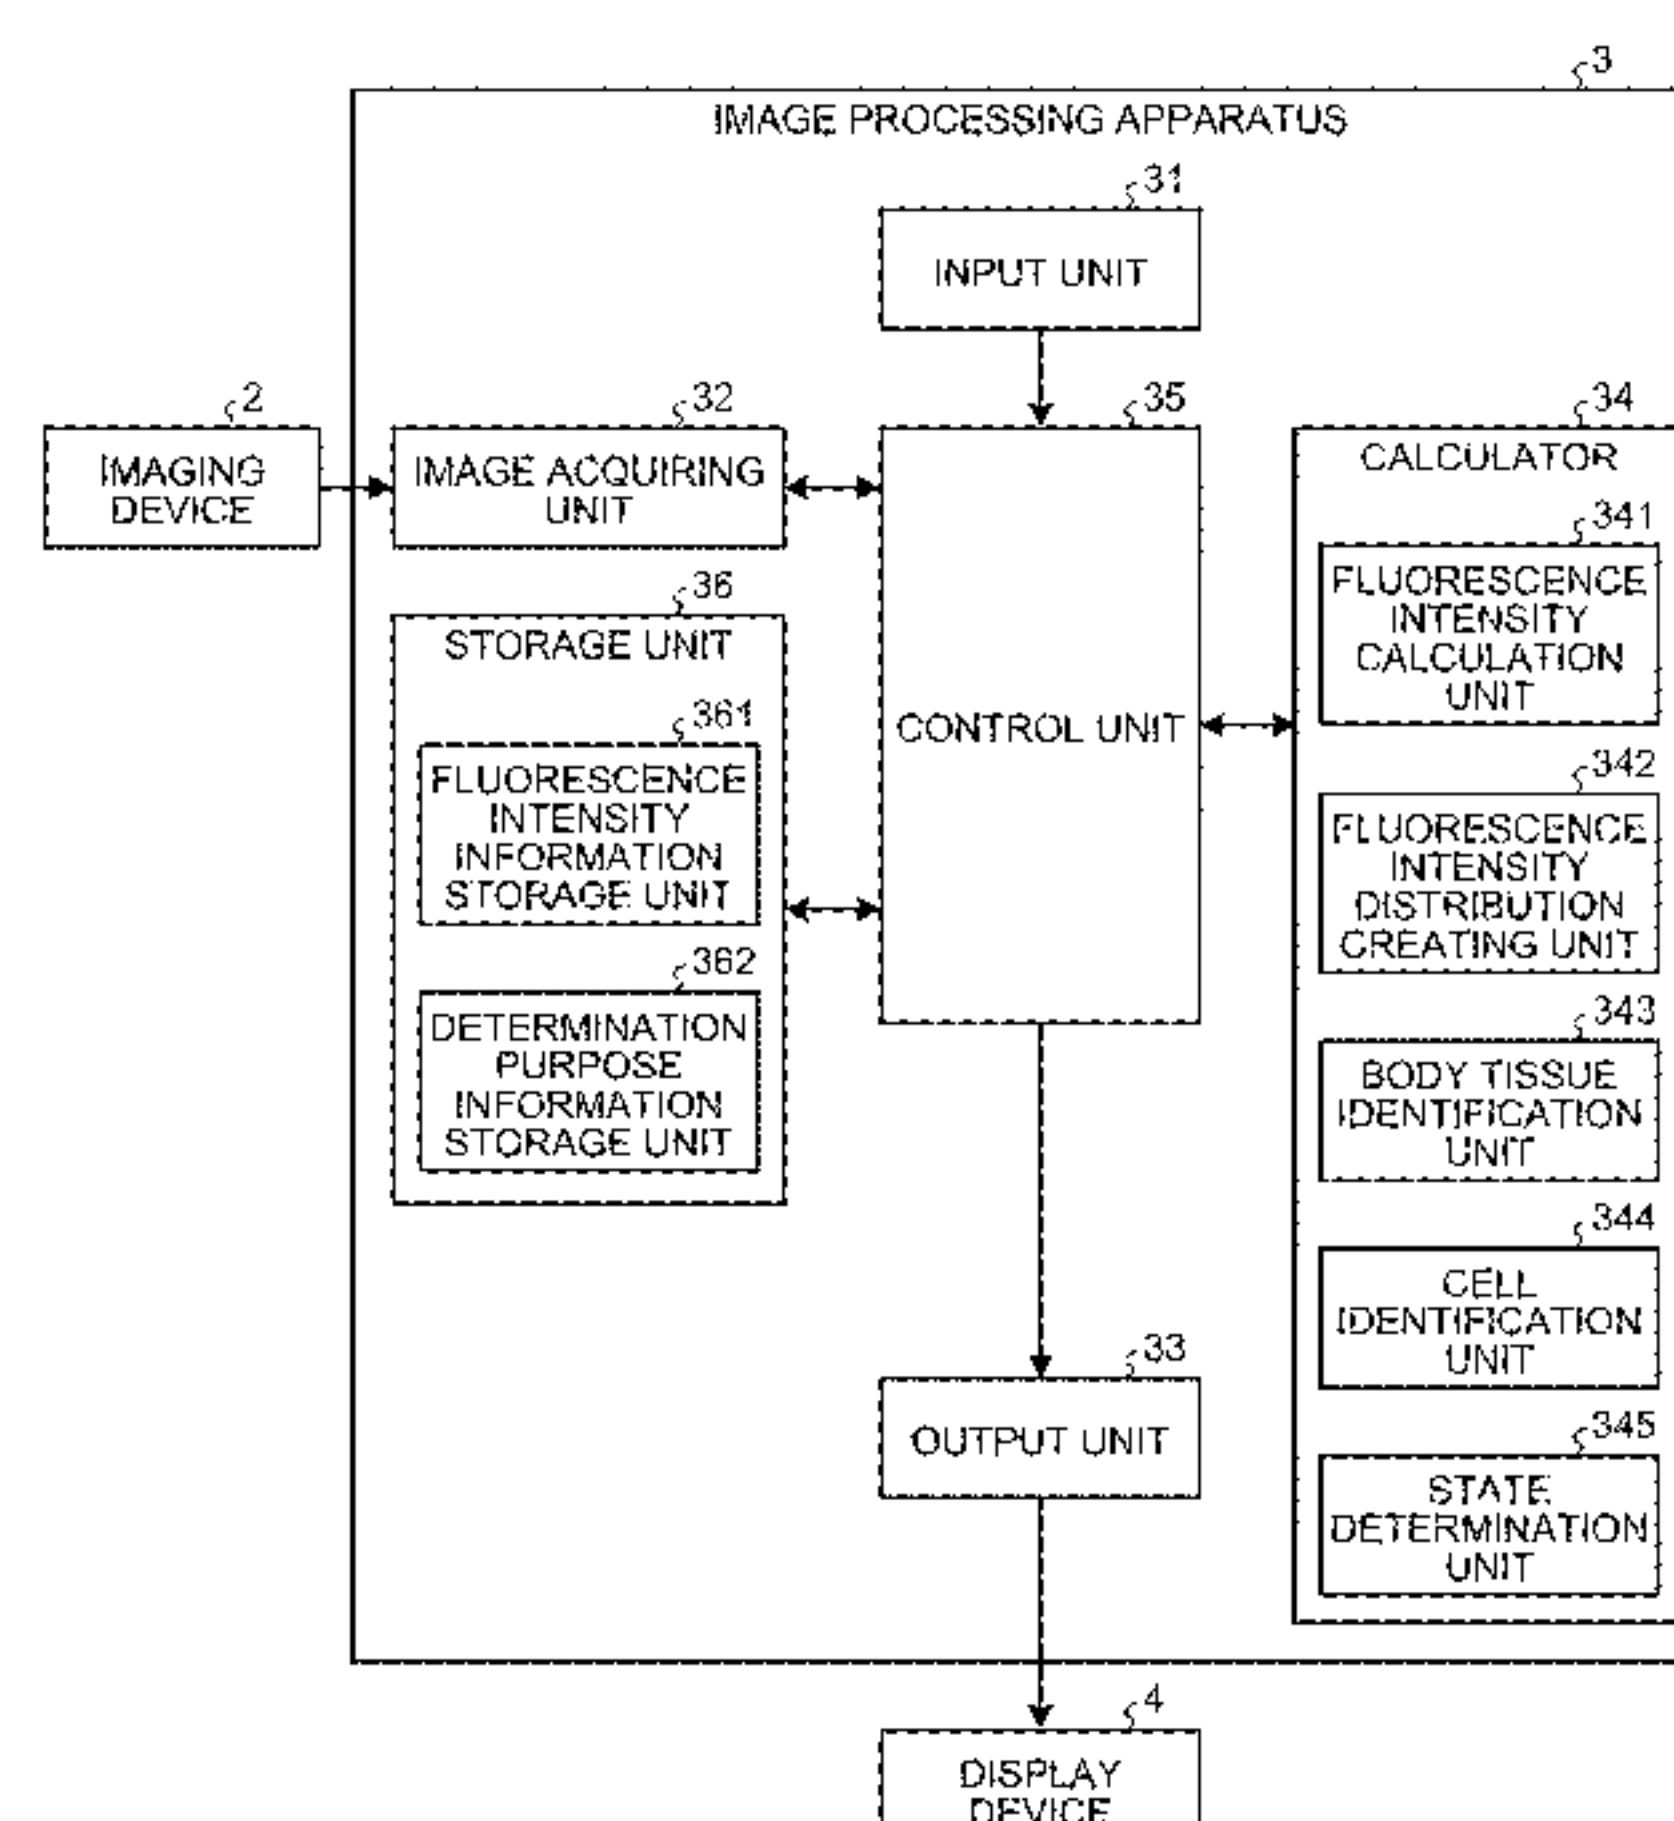 3
IMAGE PROCESSING APPARATUS
31
INPUT UNIT
2
IMAGING
DEVICE
32
IMAGE ACQUIRING
UNIT
36
STORAGE UNIT
361
FLUORESCENCE
INTENSITY
INFORMATION
STORAGE UNIT
362
DETERMINATION
PURPOSE
INFORMATION
STORAGE UNIT
35
CONTROL UNIT
34
CALCULATOR
341
FLUORESCENCE
INTENSITY
CALCULATION
UNIT
342
FLUORESCENCE
INTENSITY
DISTRIBUTION
CREATING UNIT
343
BODY TISSUE
IDENTIFICATION
UNIT
344
CELL
IDENTIFICATION
UNIT
345
STATE
DETERMINATION
UNIT
33
OUTPUT UNIT
4
DISPLAY
DEVICE